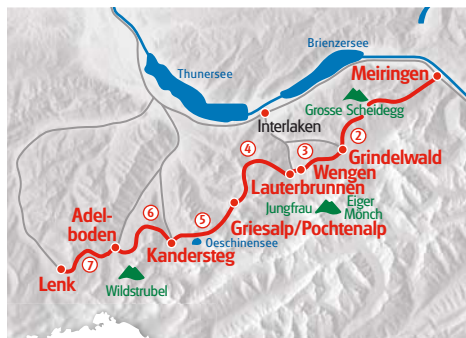 Brienzersee
Thunersee
Meiringen
Grosse Scheidegg
Interlaken
2
4
3
Grindelwald
Wengen
Lauterbrunnen
Jungfrau
Eiger
Mönch
6
5
Griesalp/Pochtenalp
Adel-
boden
Oeschinensee
Kandersteg
7
Lenk
Wildstrubel